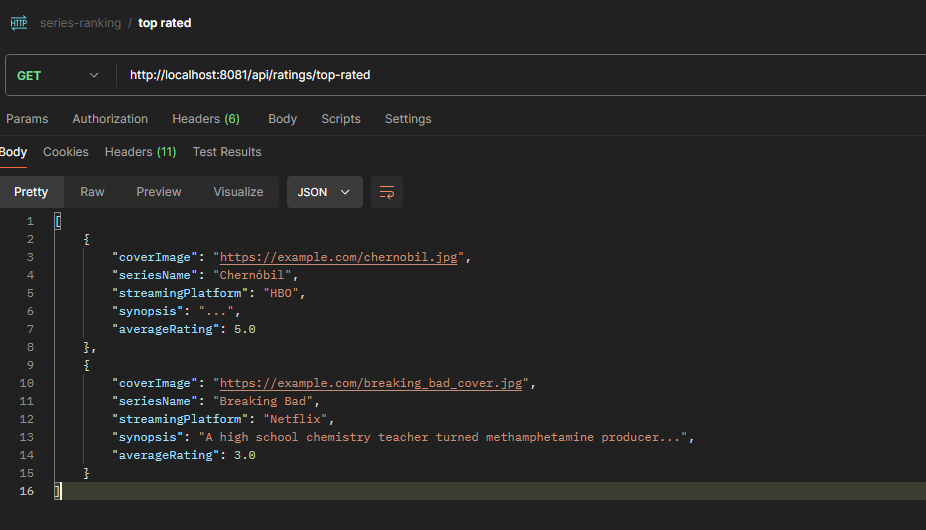 HTTP series-ranking / top rated
GET http://localhost:8081/api/ratings/top-rated
Params Authorization Headers (6) Body Scripts Settings
Body Cookies Headers (11) Test Results
Pretty Raw Preview Visualize JSON
1 [
2 {
3 "coverImage": "https://example.com/chernobil.jpg",
4 "seriesName": "Chernóbil",
5 "streamingPlatform": "HBO",
6 "synopsis": "...",
7 "averageRating": 5.0
8 },
9 {
10 "coverImage": "https://example.com/breaking_bad_cover.jpg",
11 "seriesName": "Breaking Bad",
12 "streamingPlatform": "Netflix",
13 "synopsis": "A high school chemistry teacher turned methamphetamine producer...",
14 "averageRating": 3.0
15 }
16 ]